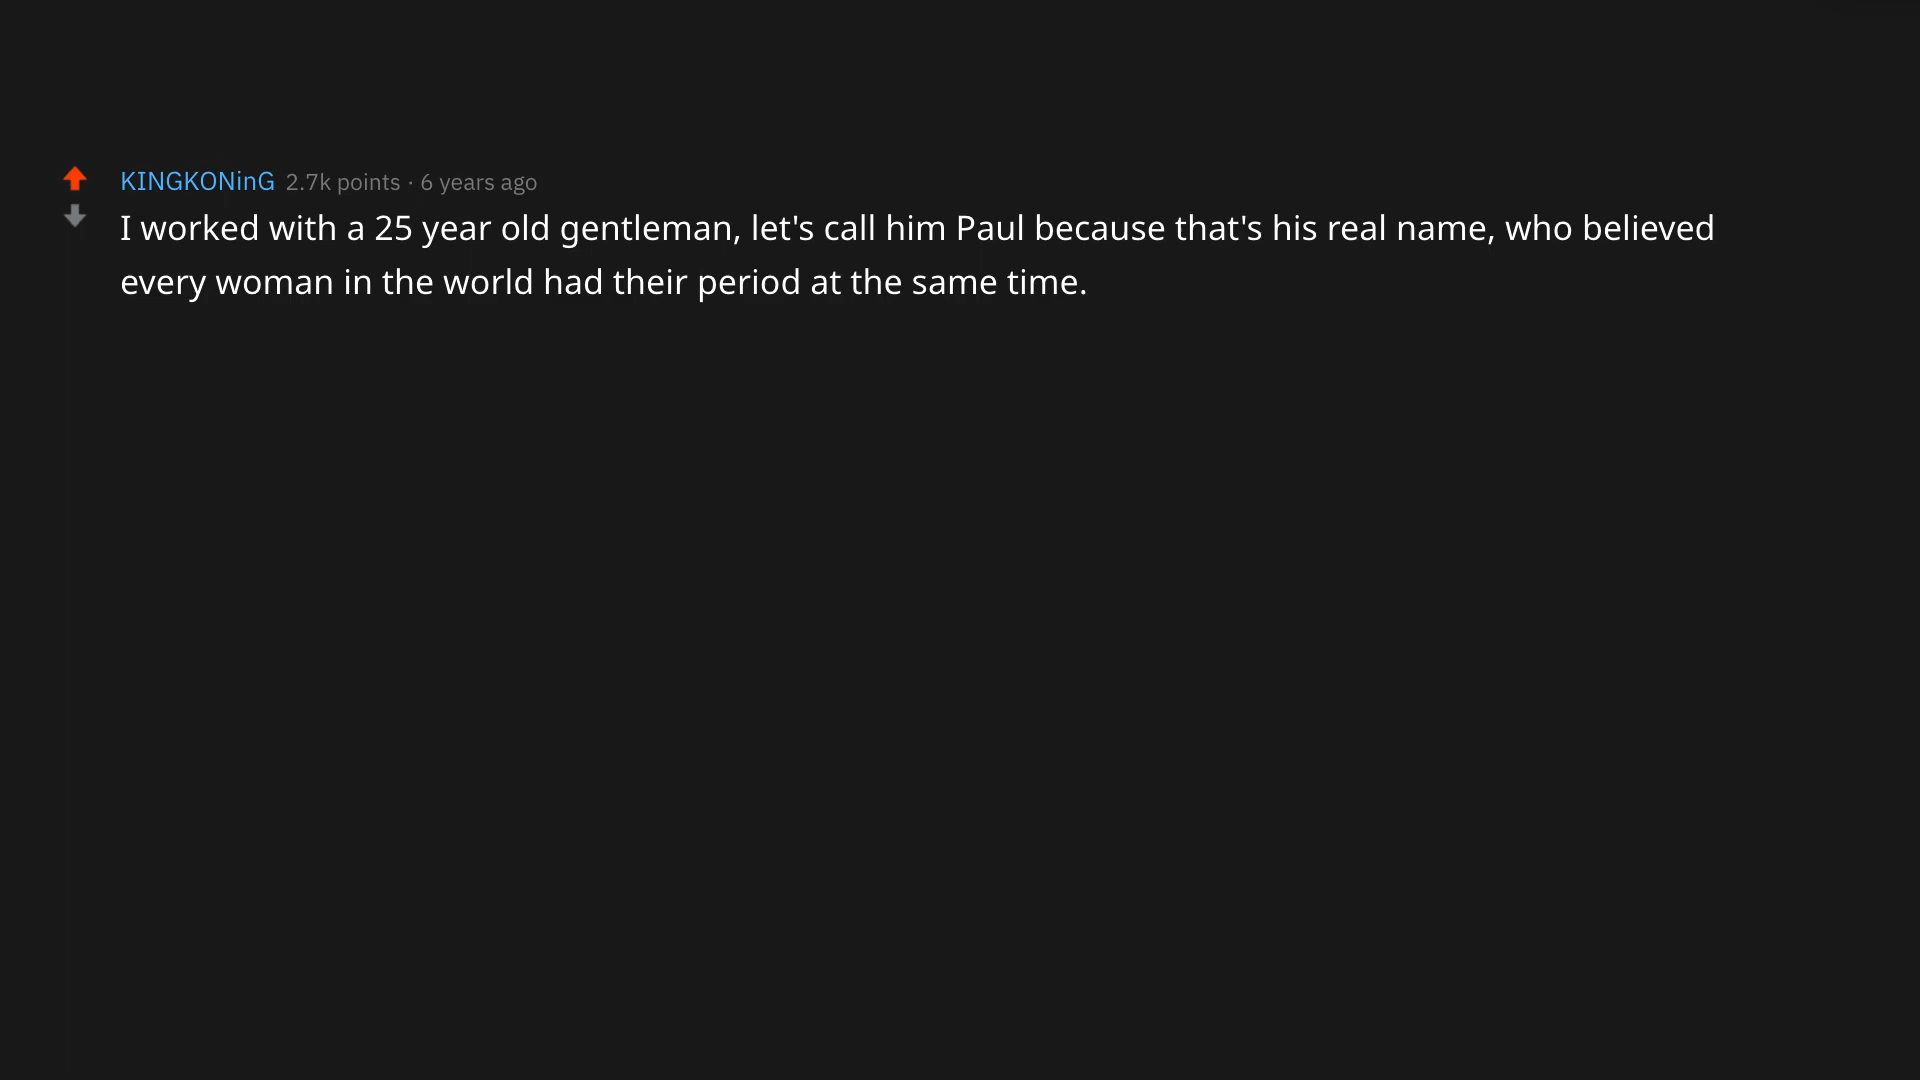 KINGKONinG 2.7k points · 6 years ago
I worked with a 25 year old gentleman, let's call him Paul because that's his real name, who believed
every woman in the world had their period at the same time.